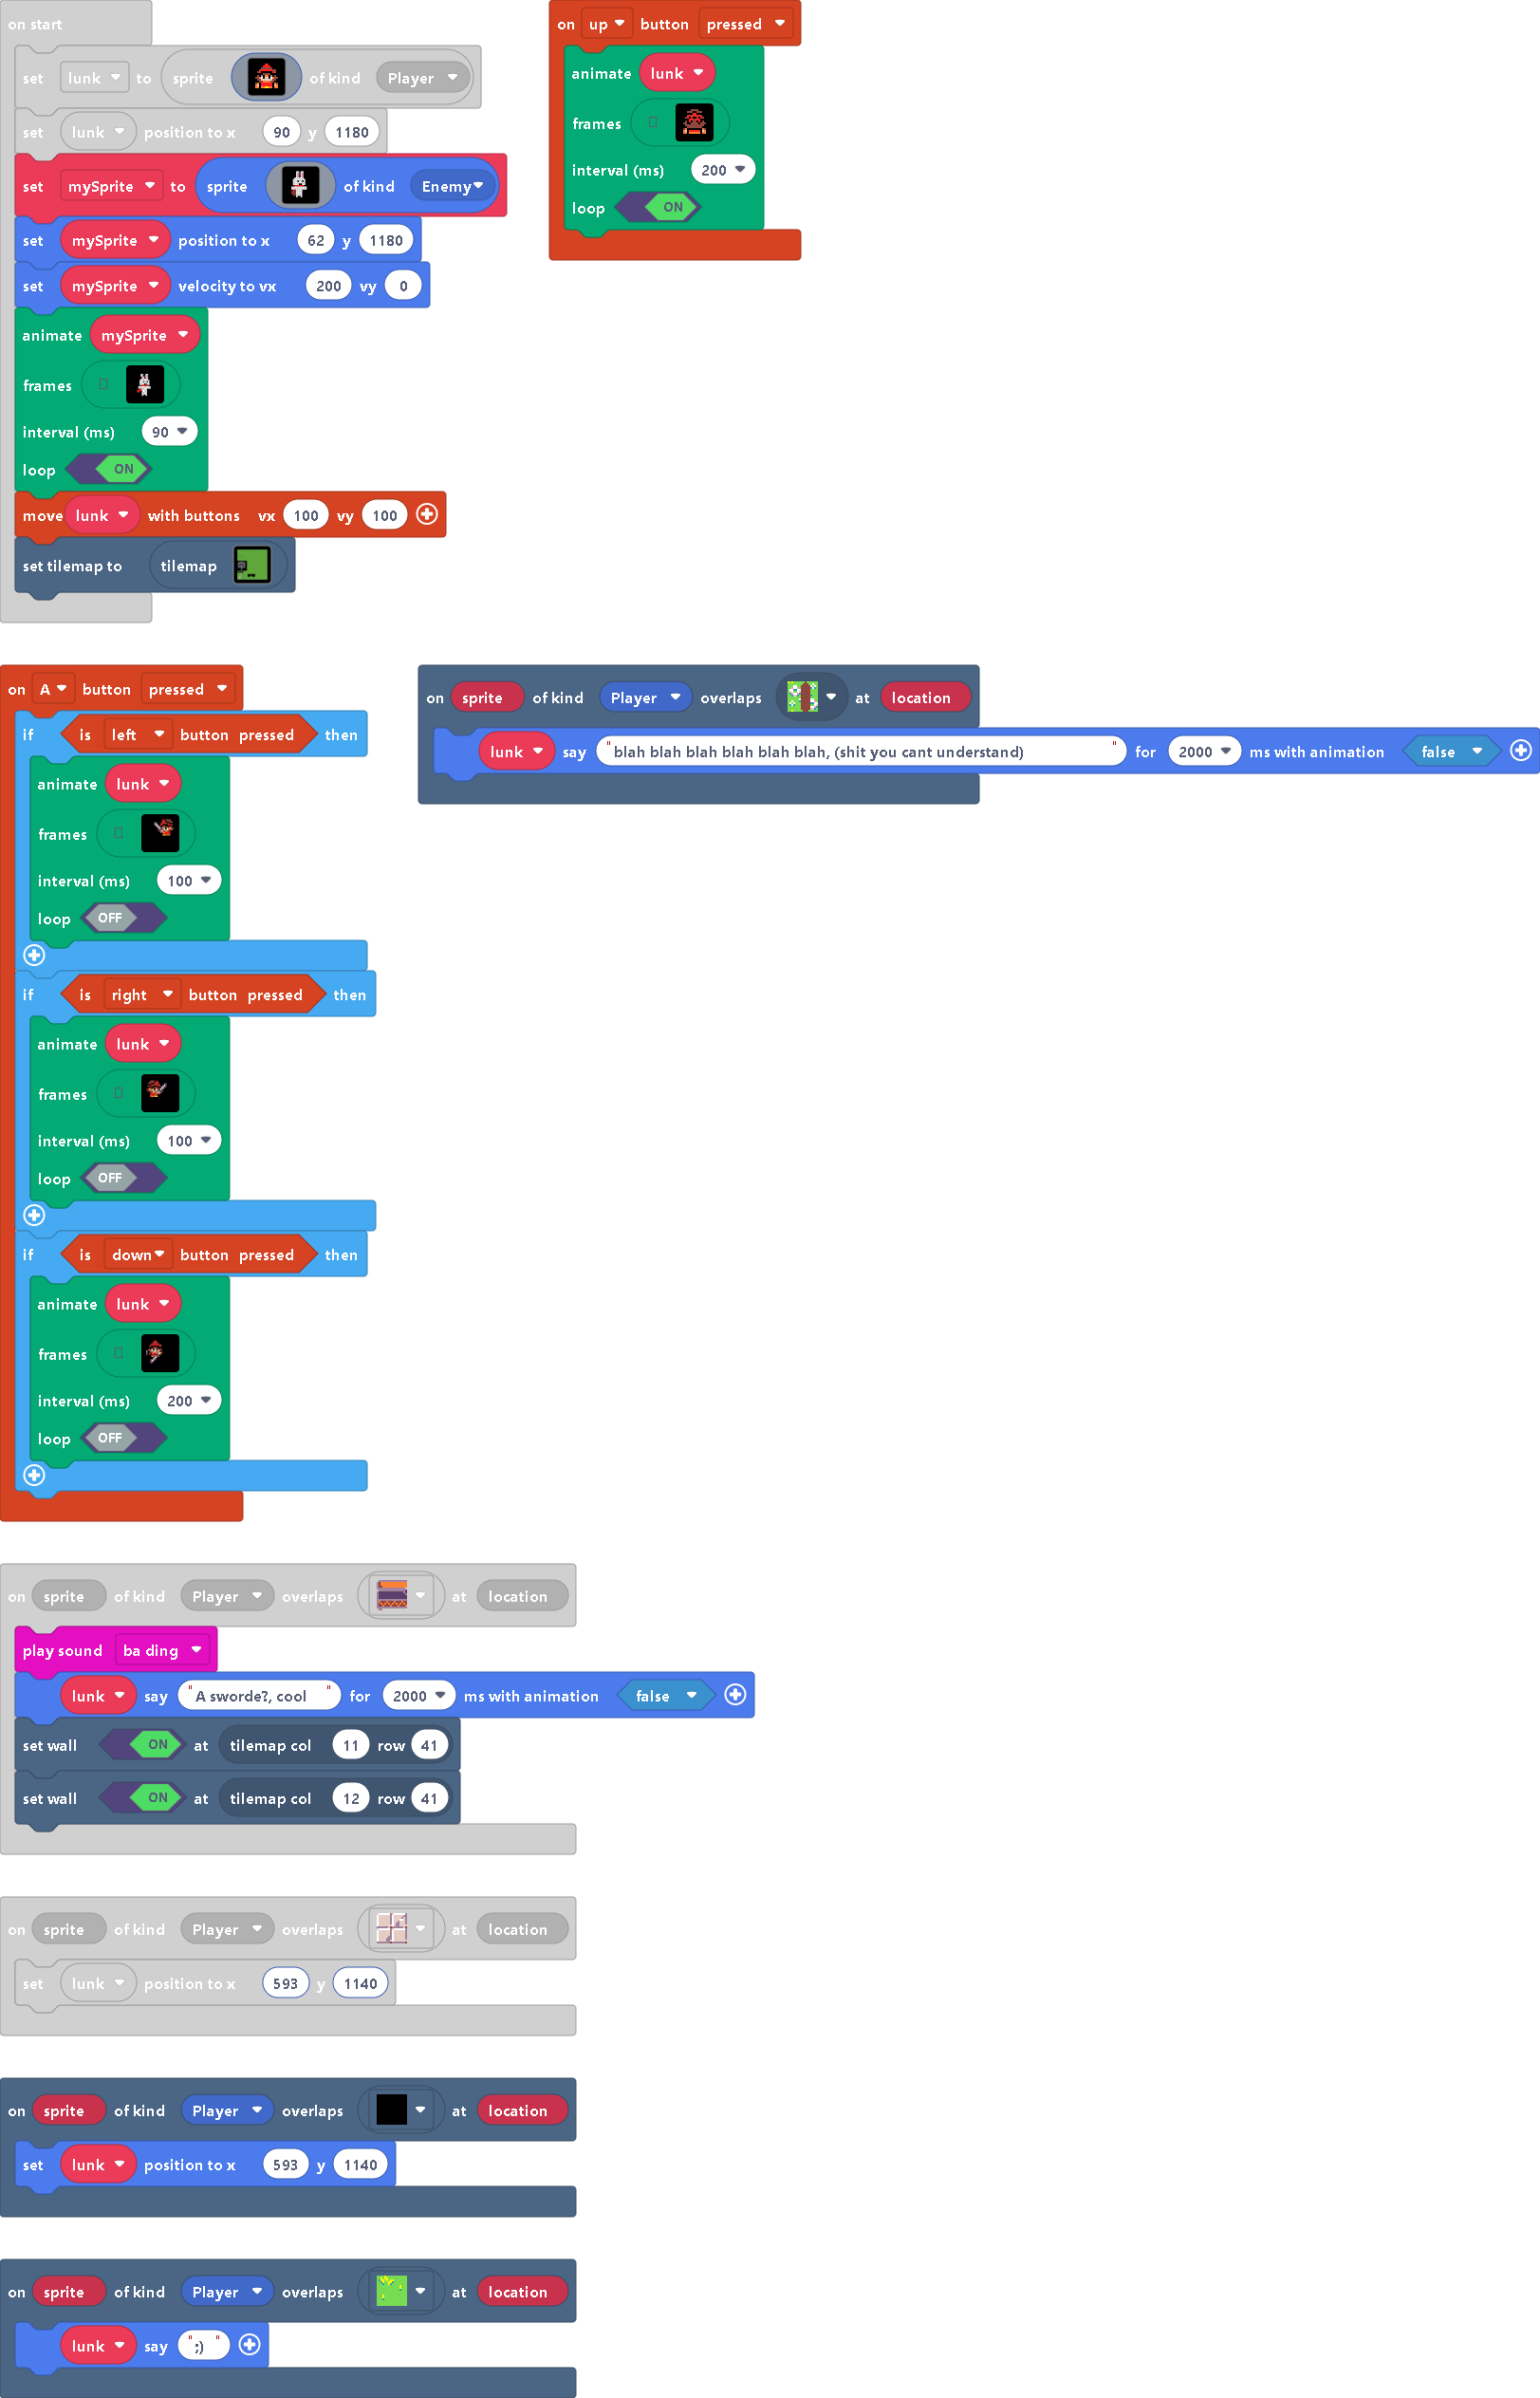 on start
set lunk to sprite of kind Player
set lunk position to x 90 y 1180
set mySprite to sprite of kind Enemy
set mySprite position to x 62 y 1180
set mySprite velocity to vx 200 vy 0
animate mySprite
frames
interval (ms) 90
loop ON
move lunk with buttons vx 100 vy 100
set tilemap to tilemap
on up button pressed
animate lunk
frames
interval (ms) 200
loop ON
on A button pressed
if is left button pressed then
animate lunk
frames
interval (ms) 100
loop OFF
if is right button pressed then
animate lunk
frames
interval (ms) 100
loop OFF
if is down button pressed then
animate lunk
frames
interval (ms) 200
loop OFF
on sprite of kind Player overlaps at location
lunk say "blah blah blah blah blah blah, (shit you cant understand) " for 2000 ms with animation false
on sprite of kind Player overlaps at location
play sound ba ding
lunk say "A sworde?, cool " for 2000 ms with animation false
set wall ON at tilemap col 11 row 41
set wall ON at tilemap col 12 row 41
on sprite of kind Player overlaps at location
set lunk position to x 593 y 1140
on sprite of kind Player overlaps at location
set lunk position to x 593 y 1140
on sprite of kind Player overlaps at location
lunk say ";) "